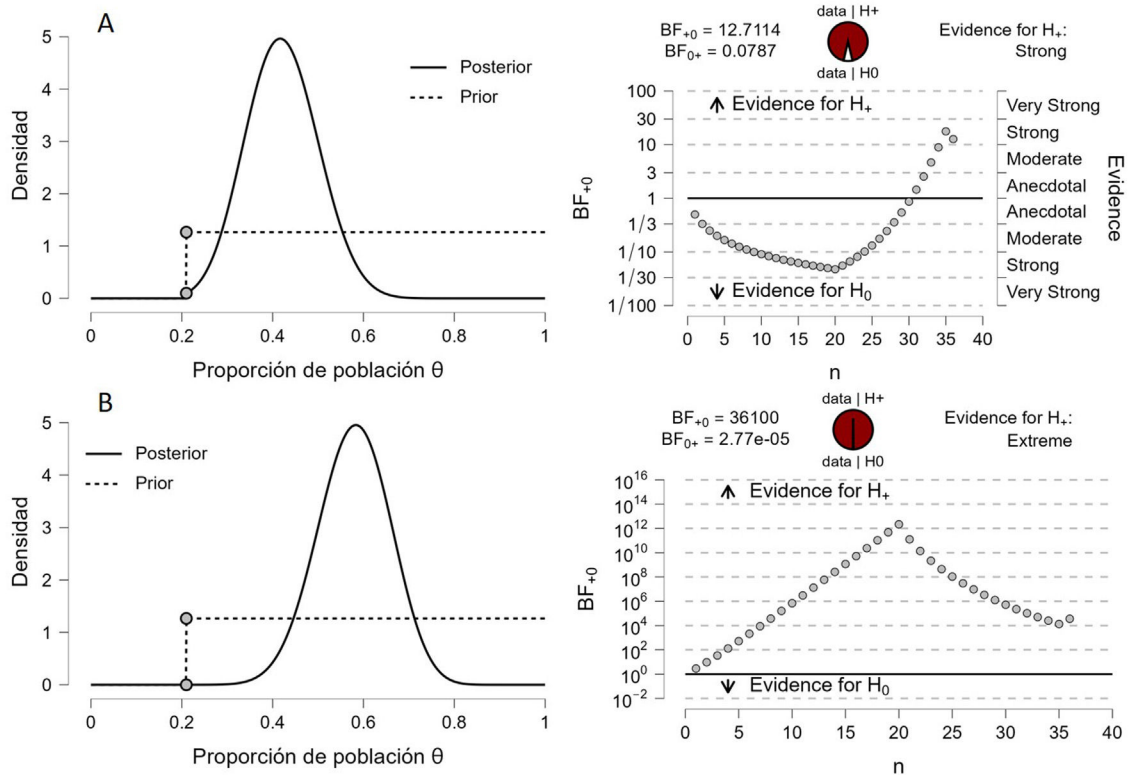 A
Densidad
5
4
3
2
1
0
Posterior
Prior
0 0.2 0.4 0.6 0.8 1
Proporción de población θ
BF+0 = 12.7114
BF0+ = 0.0787
data | H+
data | H0
Evidence for H+:
Strong
BF+0
100
30
10
3
1
1/3
1/10
1/30
1/100
Evidence for H+
Evidence for H0
Very Strong
Strong
Moderate
Anecdotal
Anecdotal
Moderate
Strong
Very Strong
Evidence
0 5 10 15 20 25 30 35 40
n
B
Densidad
5
4
3
2
1
0
Posterior
Prior
0 0.2 0.4 0.6 0.8 1
Proporción de población θ
BF+0 = 36100
BF0+ = 2.77e-05
data | H+
data | H0
Evidence for H+:
Extreme
BF+0
10^16
10^14
10^12
10^10
10^8
10^6
10^4
10^2
10^0
10^−2
Evidence for H+
Evidence for H0
0 5 10 15 20 25 30 35 40
n